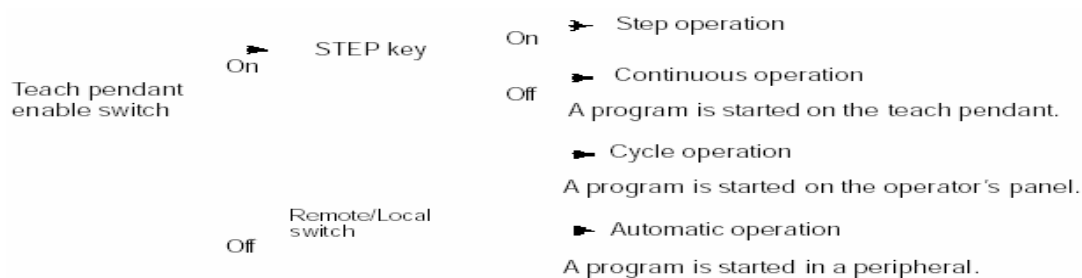 Step operation
On
STEP key
On
Continuous operation
Teach pendant
enable switch
Off
A program is started on the teach pendant.
Cycle operation
A program is started on the operator's panel.
Remote/Local
switch
Automatic operation
Off
A program is started in a peripheral.